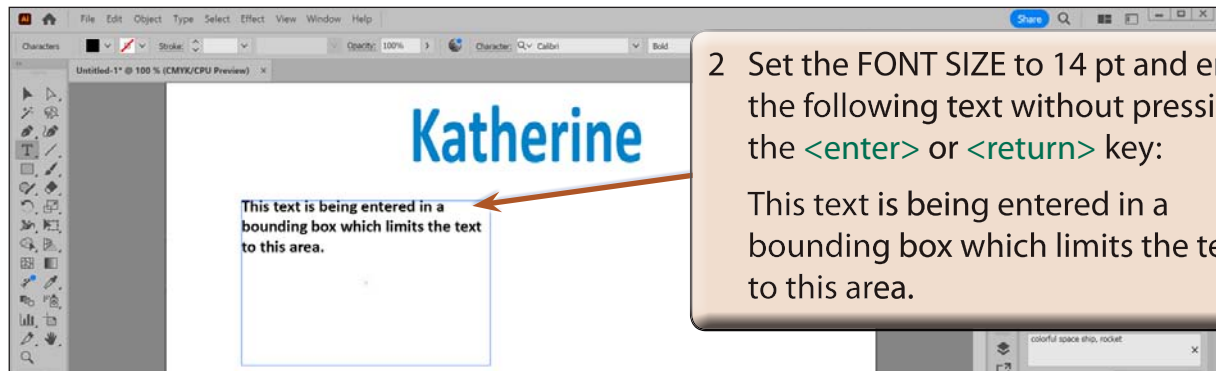 Ai File Edit Object Type Select Effect View Window Help Share
Characters Stroke: Opacity: 100% Character: Calibri Bold
Untitled-1* @ 100 % (CMYK/CPU Preview) ×
Katherine
This text is being entered in a
bounding box which limits the text
to this area.
2 Set the FONT SIZE to 14 pt and
the following text without
the <enter> or <return> key:
This text is being entered in a
bounding box which limits the
to this area.
colorful space ship, rocket